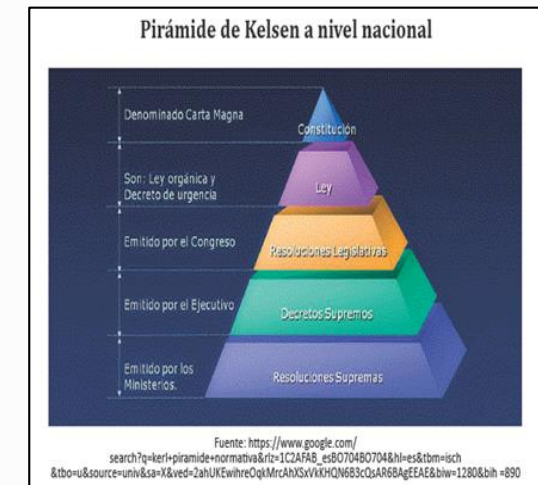 Pirámide de Kelsen a nivel nacional
Denominado Carta Magna
Constitución
Son: Ley orgánica y
Decreto de urgencia
Ley
Emitido por el Congreso
Resoluciones Legislativas
Emitido por el Ejecutivo
Decretos Supremos
Emitido por los
Ministerios.
Resoluciones Supremas
Fuente: https://www.google.com/
search?q=kerl+piramide+normativa&rlz=1C2AFAB_esBO704BO704&hl=es&tbm=isch
&tbo=u&source=univ&sa=X&ved=2ahUKEwihreOqkMrcAhXSxVkKHQN6B3cQsAR6BAgEEAE&biw=1280&bih =890